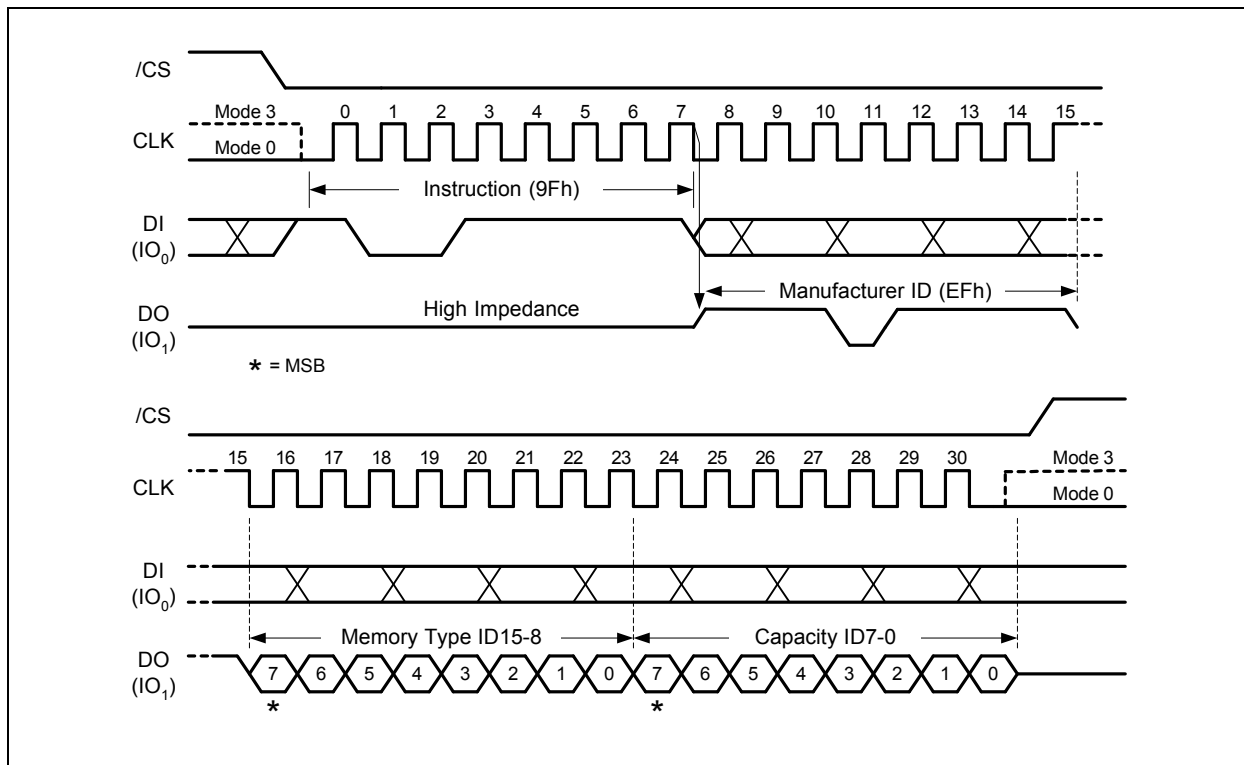 /CS
Mode 3 0 1 2 3 4 5 6 7 8 9 10 11 12 13 14 15
CLK
Mode 0
Instruction (9Fh)
DI
(IO0)
Manufacturer ID (EFh)
High Impedance
DO
(IO1)
* = MSB
/CS
15 16 17 18 19 20 21 22 23 24 25 26 27 28 29 30 Mode 3
CLK
Mode 0
DI
(IO0)
Memory Type ID15-8 Capacity ID7-0
DO
7 6 5 4 3 2 1 0 7 6 5 4 3 2 1 0
(IO1)
* *